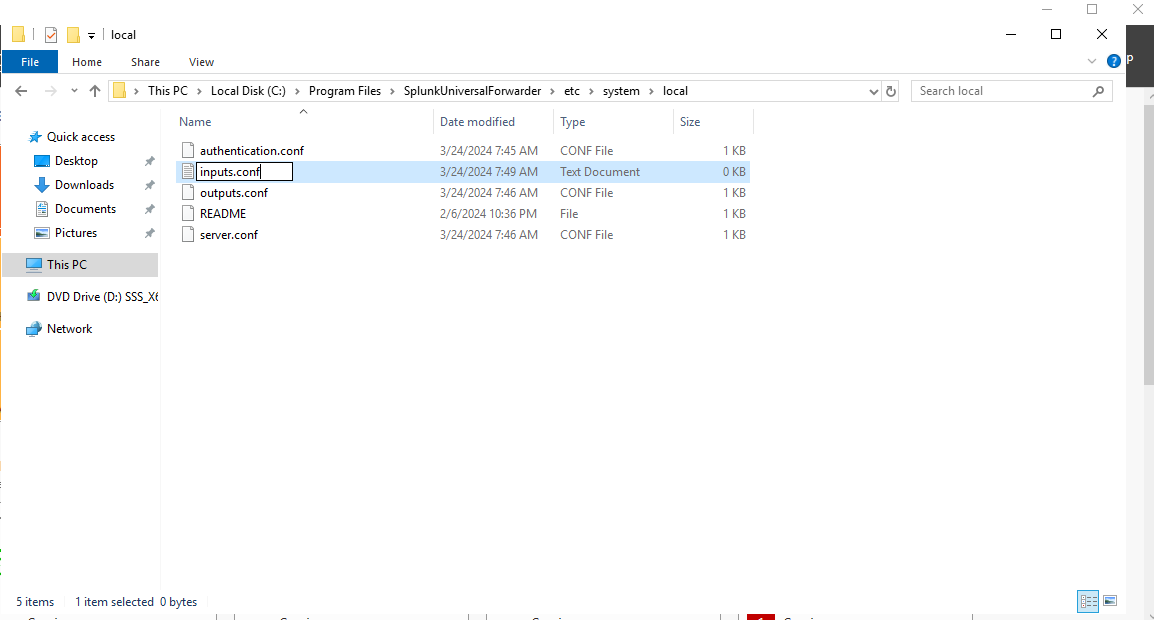 local
File Home Share View
P
This PC Local Disk (C:) Program Files SplunkUniversalForwarder etc system local
Search local
Name Date modified Type Size
Quick access
Desktop
Downloads
Documents
Pictures
This PC
DVD Drive (D:) SSS_X6
Network
authentication.conf 3/24/2024 7:45 AM CONF File 1 KB
inputs.conf 3/24/2024 7:49 AM Text Document 0 KB
outputs.conf 3/24/2024 7:46 AM CONF File 1 KB
README 2/6/2024 10:36 PM File 1 KB
server.conf 3/24/2024 7:46 AM CONF File 1 KB
5 items 1 item selected 0 bytes